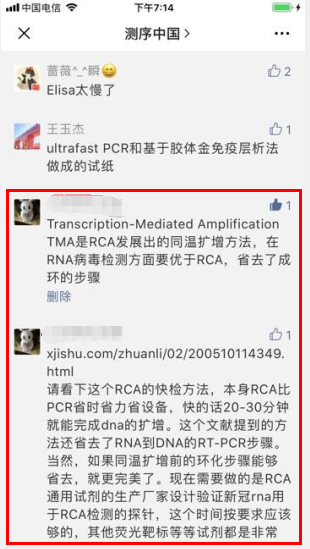 中国电信
下午7:14
测序中国 >
蔷薇^_^瞬
2
Elisa太慢了
王玉杰
1
ultrafast PCR和基于胶体金免疫层析法
做成的试纸
1
Transcription-Mediated Amplification
TMA是RCA发展出的同温扩增方法，在
RNA病毒检测方面要优于RCA，省去了成
环的步骤
删除
1
xjishu.com/zhuanli/02/200510114349.
html
请看下这个RCA的快检方法，本身RCA比
PCR省时省力省设备，快的话20-30分钟
就能完成dna的扩增。这个文献提到的方
法还省去了RNA到DNA的RT-PCR步骤。
当然，如果同温扩增前的环化步骤能够
省去，就更完美了。现在需要做的是RCA
通用试剂的生产厂家设计验证新冠rna用
于RCA检测的探针，这个时间按要求应该
够的，其他荧光靶标等等试剂都是非常